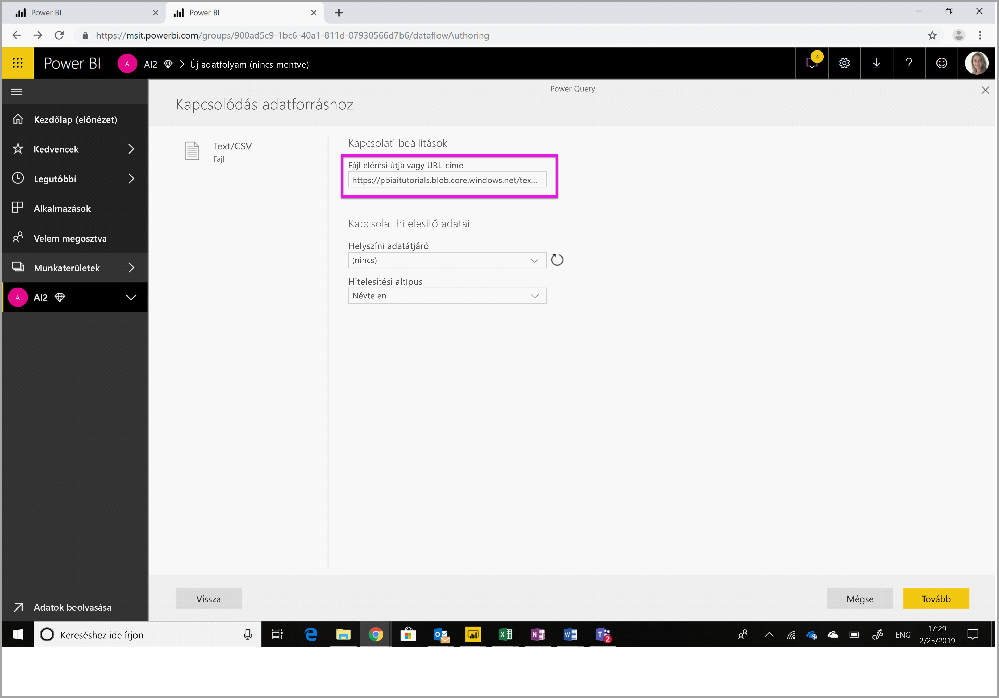 Power BI
Power BI
https://msit.powerbi.com/groups/900ad5c9-1bc6-40a1-811d-07930566d7b6/dataflowAuthoring
Power BI A AI2 Új adatfolyam (nincs mentve) 4
Power Query
Kapcsolódás adatforráshoz
Kezdőlap (előnézet)
Kedvencek
Legutóbbi
Alkalmazások
Velem megosztva
Munkaterületek
A AI2
Adatok beolvasása
Text/CSV
Fájl
Kapcsolati beállítások
Fájl elérési útja vagy URL-címe
https://pbiaitutorials.blob.core.windows.net/tex...
Kapcsolat hitelesítő adatai
Helyszíni adatátjáró
(nincs)
Hitelesítési altípus
Névtelen
Vissza
Mégse
Tovább
Kereséshez ide írjon
2
ENG
17:29
2/25/2019